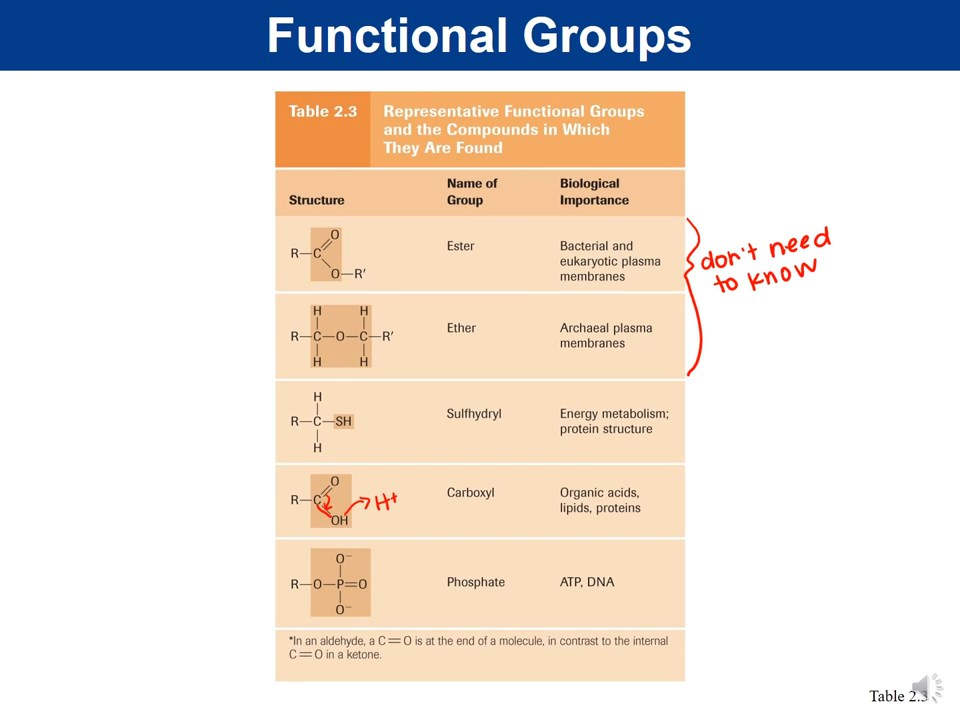 Functional Groups
Table 2.3
Representative Functional Groups
and the Compounds in Which
They Are Found
Structure
Name of
Group
Biological
Importance
R—C
O
O—R′
Ester
Bacterial and
eukaryotic plasma
membranes
don't need
to know
H H
R—C—O—C—R′
H H
Ether
Archaeal plasma
membranes
H
R—C—SH
H
Sulfhydryl
Energy metabolism;
protein structure
O
R—C
OH
H+
Carboxyl
Organic acids,
lipids, proteins
O⁻
R—O—P=O
O⁻
Phosphate
ATP, DNA
*In an aldehyde, a C=O is at the end of a molecule, in contrast to the internal
C=O in a ketone.
Table 2.3